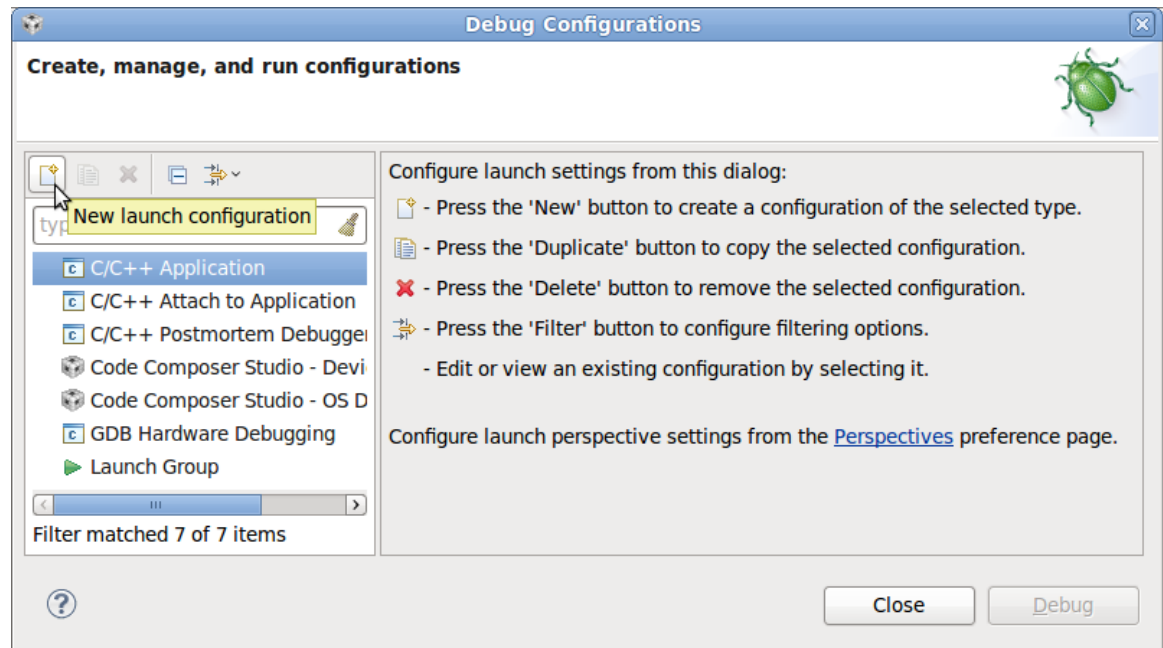 Debug Configurations
Create, manage, and run configurations
New launch configuration
typ
C/C++ Application
C/C++ Attach to Application
C/C++ Postmortem Debugger
Code Composer Studio - Devi
Code Composer Studio - OS D
GDB Hardware Debugging
Launch Group
Filter matched 7 of 7 items
Configure launch settings from this dialog:
- Press the 'New' button to create a configuration of the selected type.
- Press the 'Duplicate' button to copy the selected configuration.
- Press the 'Delete' button to remove the selected configuration.
- Press the 'Filter' button to configure filtering options.
- Edit or view an existing configuration by selecting it.
Configure launch perspective settings from the Perspectives preference page.
Close
Debug